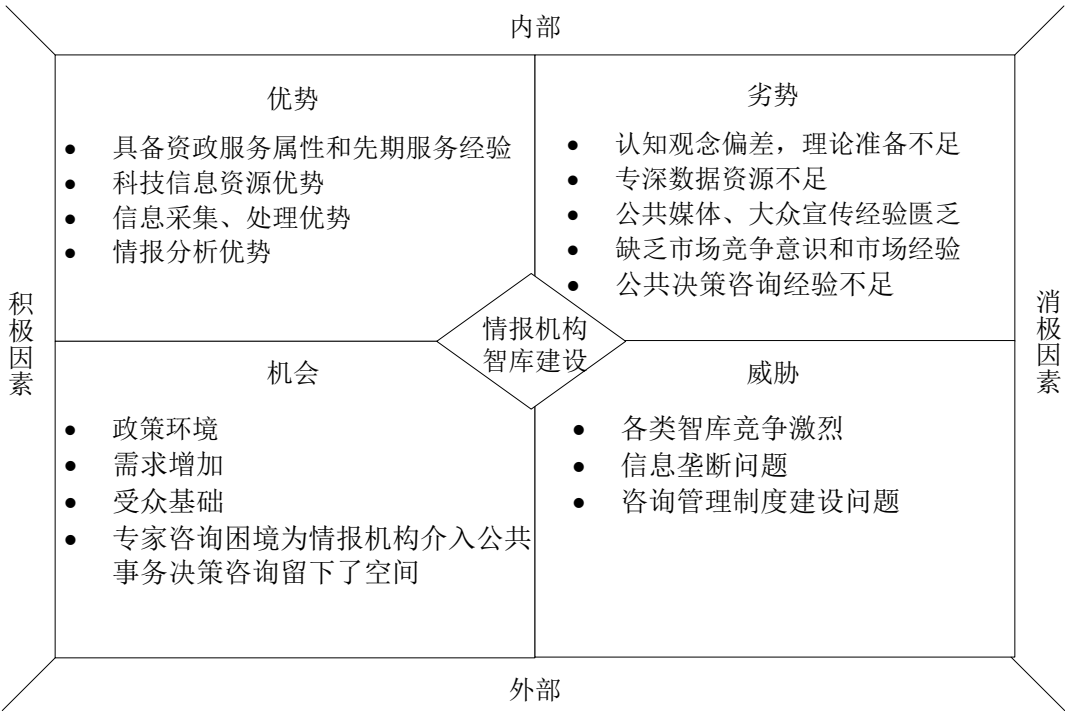 内部
优势
• 具备资政服务属性和先期服务经验
• 科技信息资源优势
• 信息采集、处理优势
• 情报分析优势
劣势
• 认知观念偏差，理论准备不足
• 专深数据资源不足
• 公共媒体、大众宣传经验匮乏
• 缺乏市场竞争意识和市场经验
• 公共决策咨询经验不足
积极因素
情报机构
智库建设
消极因素
机会
• 政策环境
• 需求增加
• 受众基础
• 专家咨询困境为情报机构介入公共
事务决策咨询留下了空间
威胁
• 各类智库竞争激烈
• 信息垄断问题
• 咨询管理制度建设问题
外部